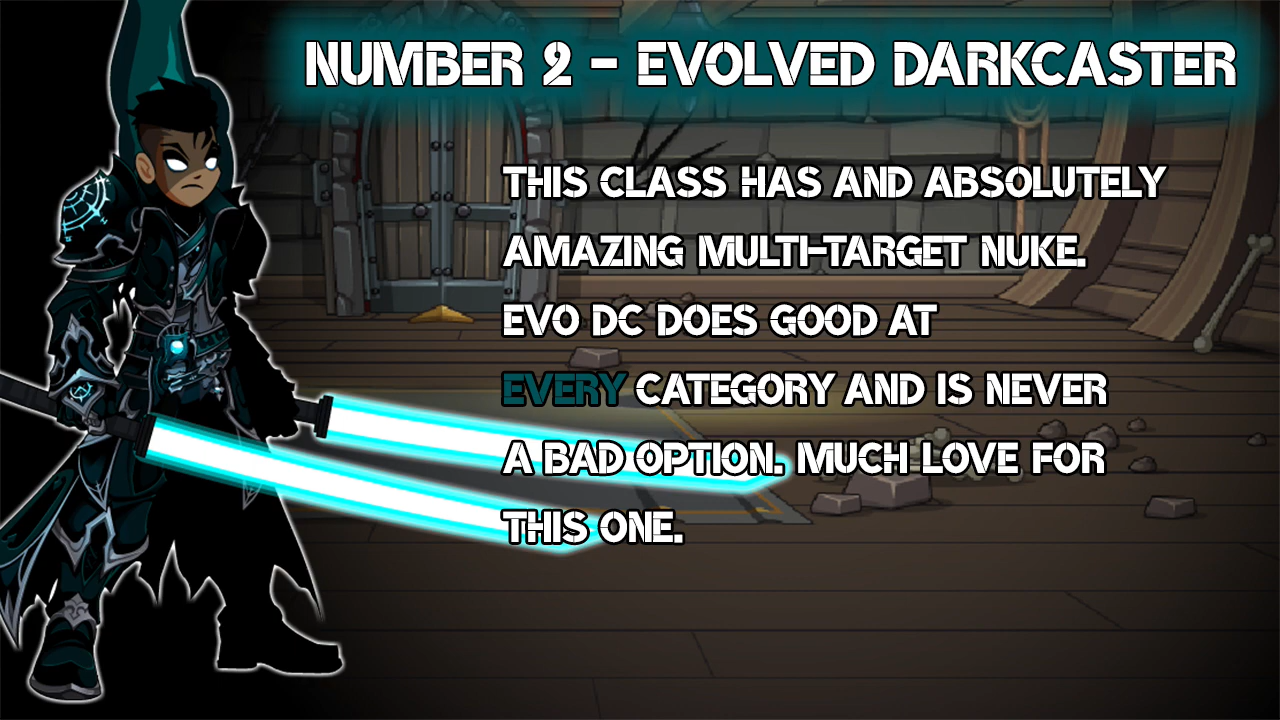 NUMBER 2 - EVOLVED DARKCASTER
THIS CLASS HAS AND ABSOLUTELY
AMAZING MULTI-TARGET NUKE.
EVO DC DOES GOOD AT
EVERY CATEGORY AND IS NEVER
A BAD OPTION. MUCH LOVE FOR
THIS ONE.